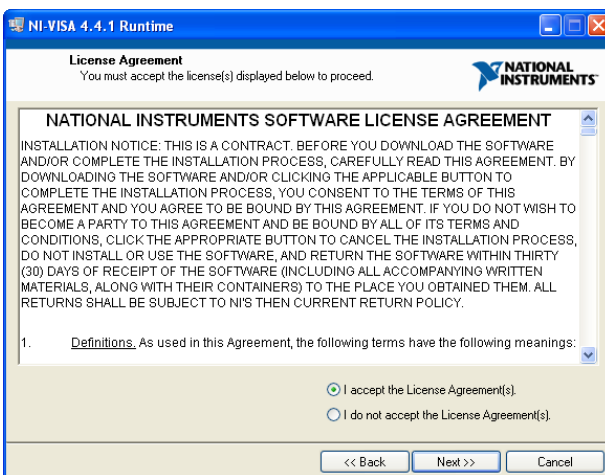 NI-VISA 4.4.1 Runtime
License Agreement
You must accept the license(s) displayed below to proceed.
NATIONAL
INSTRUMENTS
NATIONAL INSTRUMENTS SOFTWARE LICENSE AGREEMENT
INSTALLATION NOTICE: THIS IS A CONTRACT. BEFORE YOU DOWNLOAD THE SOFTWARE
AND/OR COMPLETE THE INSTALLATION PROCESS, CAREFULLY READ THIS AGREEMENT. BY
DOWNLOADING THE SOFTWARE AND/OR CLICKING THE APPLICABLE BUTTON TO
COMPLETE THE INSTALLATION PROCESS, YOU CONSENT TO THE TERMS OF THIS
AGREEMENT AND YOU AGREE TO BE BOUND BY THIS AGREEMENT. IF YOU DO NOT WISH TO
BECOME A PARTY TO THIS AGREEMENT AND BE BOUND BY ALL OF ITS TERMS AND
CONDITIONS, CLICK THE APPROPRIATE BUTTON TO CANCEL THE INSTALLATION PROCESS,
DO NOT INSTALL OR USE THE SOFTWARE, AND RETURN THE SOFTWARE WITHIN THIRTY
(30) DAYS OF RECEIPT OF THE SOFTWARE (INCLUDING ALL ACCOMPANYING WRITTEN
MATERIALS, ALONG WITH THEIR CONTAINERS) TO THE PLACE YOU OBTAINED THEM. ALL
RETURNS SHALL BE SUBJECT TO NI'S THEN CURRENT RETURN POLICY.
1. Definitions. As used in this Agreement, the following terms have the following meanings:
I accept the License Agreement(s).
I do not accept the License Agreement(s).
<< Back Next >> Cancel